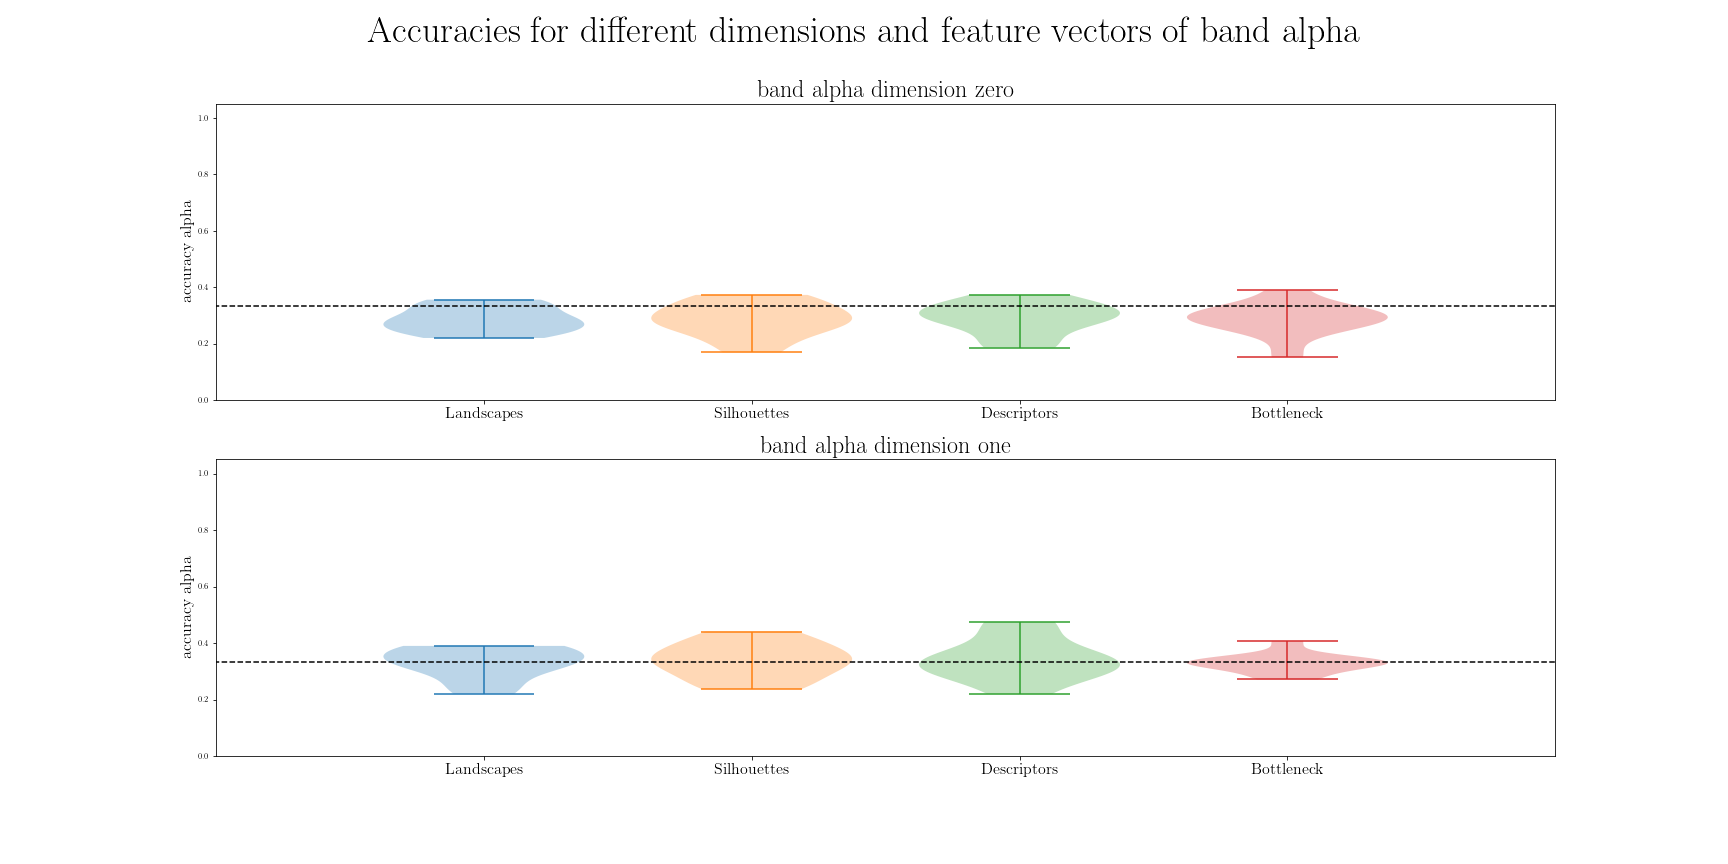 Accuracies for different dimensions and feature vectors of band alpha
band alpha dimension zero
accuracy alpha
1.0
0.8
0.6
0.4
0.2
0.0
Landscapes Silhouettes Descriptors Bottleneck
band alpha dimension one
accuracy alpha
1.0
0.8
0.6
0.4
0.2
0.0
Landscapes Silhouettes Descriptors Bottleneck